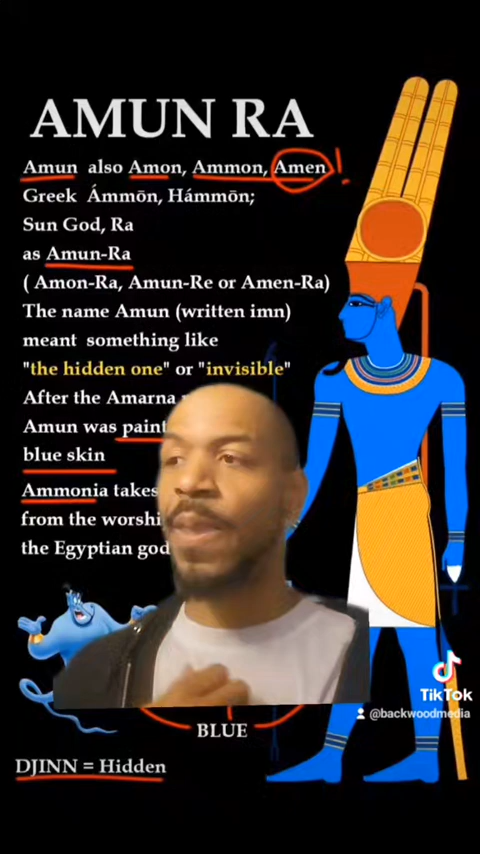 AMUN RA
Amun also Amon, Ammon, Amen!
Greek Ámmōn, Hámmōn;
Sun God, Ra
as Amun-Ra
( Amon-Ra, Amun-Re or Amen-Ra)
The name Amun (written imn)
meant something like
"the hidden one" or "invisible"
After the Amarna
Amun was
blue skin
Ammonia takes
from the
the Egyptian god
TikTok
@backwoodmedia
BLUE
DJINN = Hidden